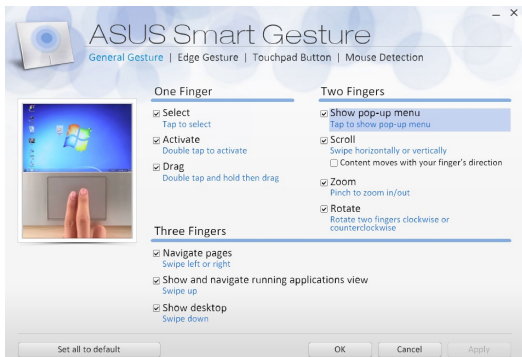 ASUS Smart Gesture
General Gesture | Edge Gesture | Touchpad Button | Mouse Detection
One Finger
Select
Tap to select
Activate
Double tap to activate
Drag
Double tap and hold then drag
Two Fingers
Show pop-up menu
Tap to show pop-up menu
Scroll
Swipe horizontally or vertically
Content moves with your finger's direction
Zoom
Pinch to zoom in/out
Rotate
Rotate two fingers clockwise or
counterclockwise
Three Fingers
Navigate pages
Swipe left or right
Show and navigate running applications view
Swipe up
Show desktop
Swipe down
Set all to default
OK
Cancel
Apply